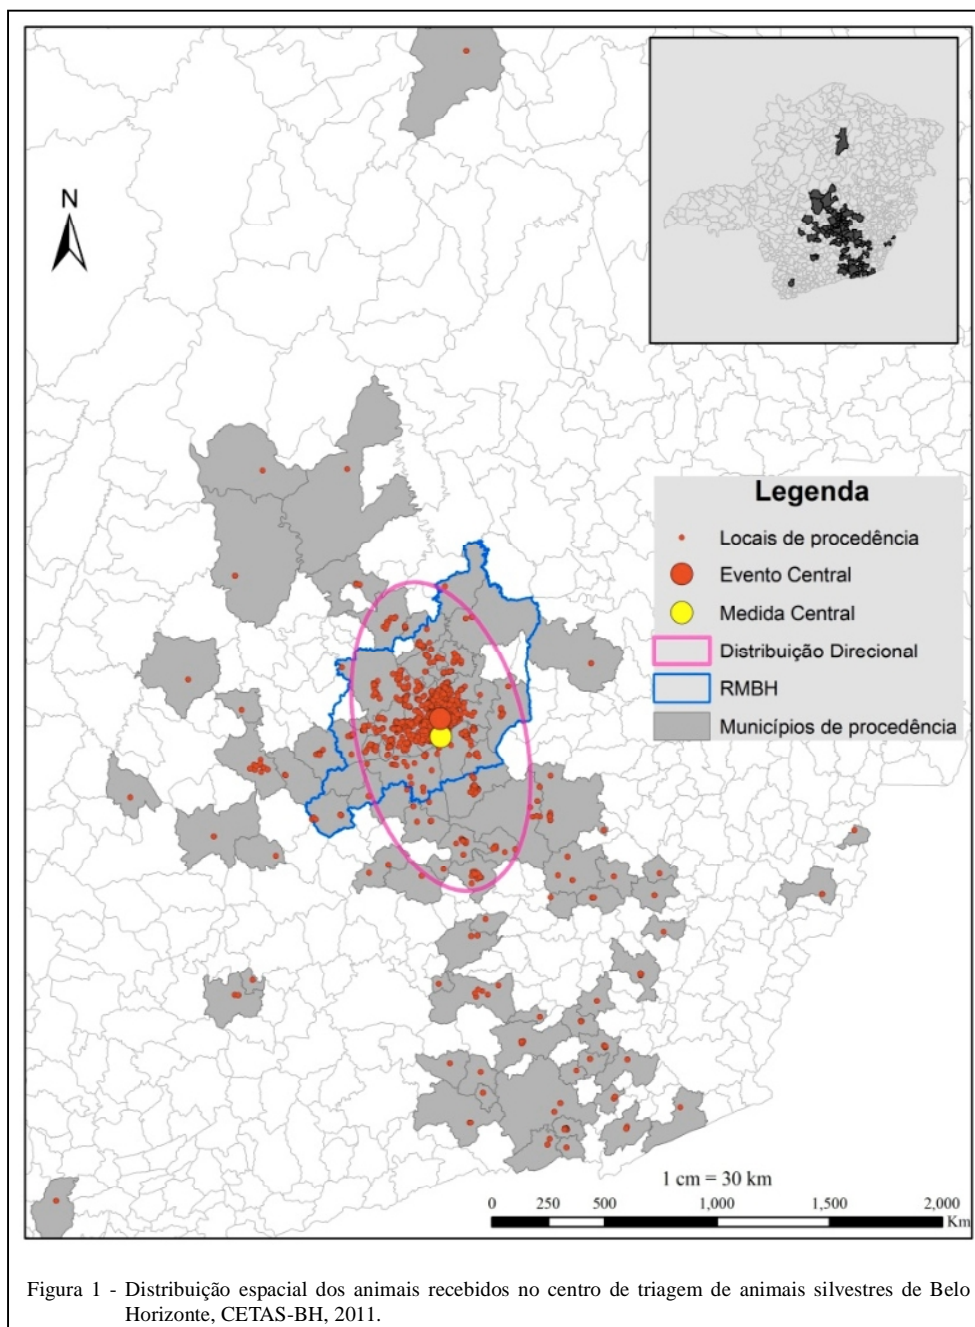 N
Legenda
Locais de procedência
Evento Central
Medida Central
Distribuição Direcional
RMBH
Municípios de procedência
1 cm = 30 km
0 250 500 1,000 1,500 2,000
Km
Figura 1 - Distribuição espacial dos animais recebidos no centro de triagem de animais silvestres de Belo
Horizonte, CETAS-BH, 2011.